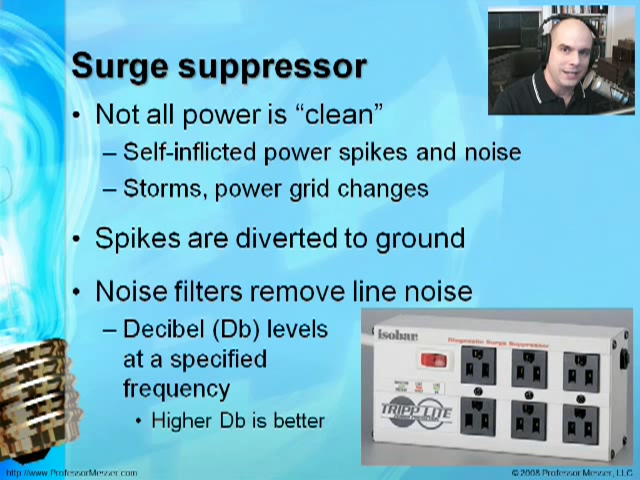 Surge suppressor
• Not all power is “clean”
– Self-inflicted power spikes and noise
– Storms, power grid changes
• Spikes are diverted to ground
• Noise filters remove line noise
– Decibel (Db) levels
at a specified
frequency
• Higher Db is better
isobar
Diagnostic Surge Suppressor
TRIPP LITE
http://www.ProfessorMesser.com
© 2008 Professor Messer, LLC